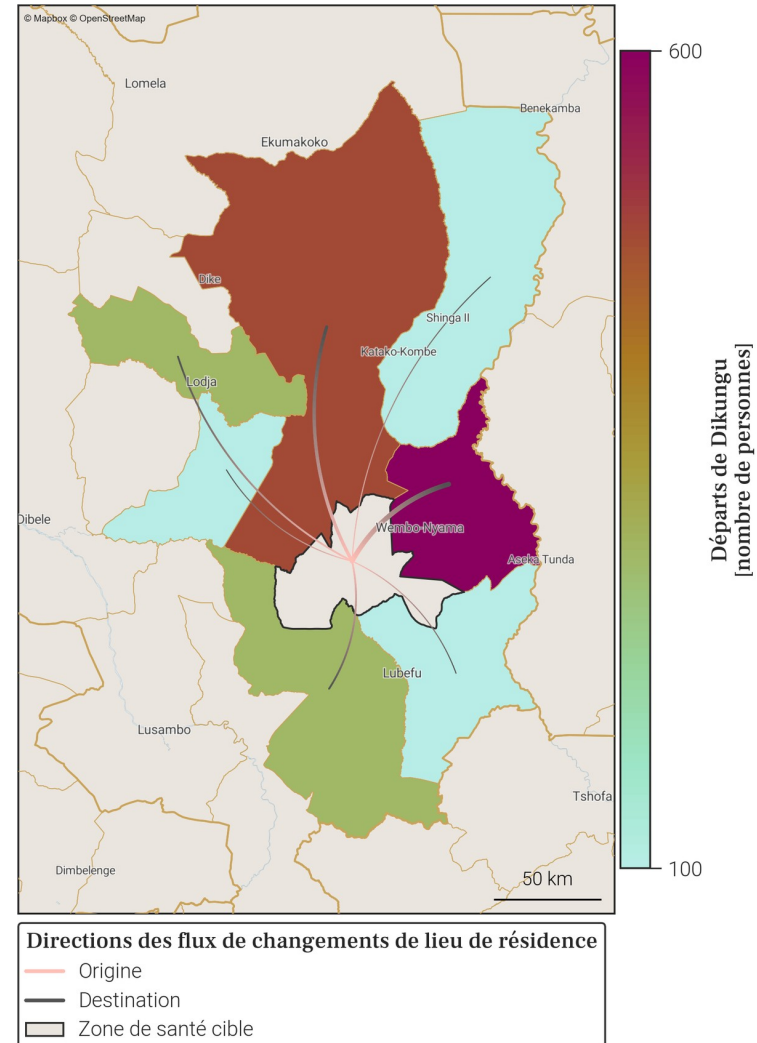 © Mapbox © OpenStreetMap
600
Lomela
Benekamba
Ekumakoko
Dike
Shinga II
Katako-Kombe
Lodja
Départs de Dikungu
[nombre de personnes]
Dibele
Wembo-Nyama
Aseka Tunda
Lubefu
Lusambo
Tshofa
Dimbelenge
50 km
100
Directions des flux de changements de lieu de résidence
Origine
Destination
Zone de santé cible